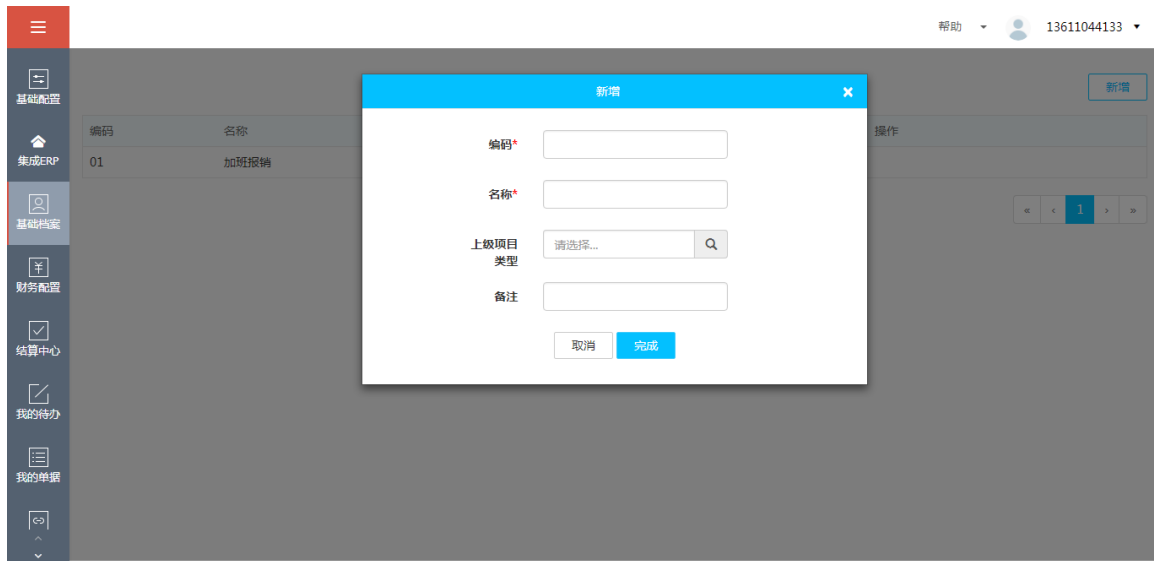 帮助
13611044133
基础配置
集成ERP
基础档案
财务配置
结算中心
我的待办
我的单据
新增
编码
名称
操作
01
加班报销
«
‹
1
›
»
新增
×
编码*
名称*
上级项目
类型
请选择...
备注
取消
完成